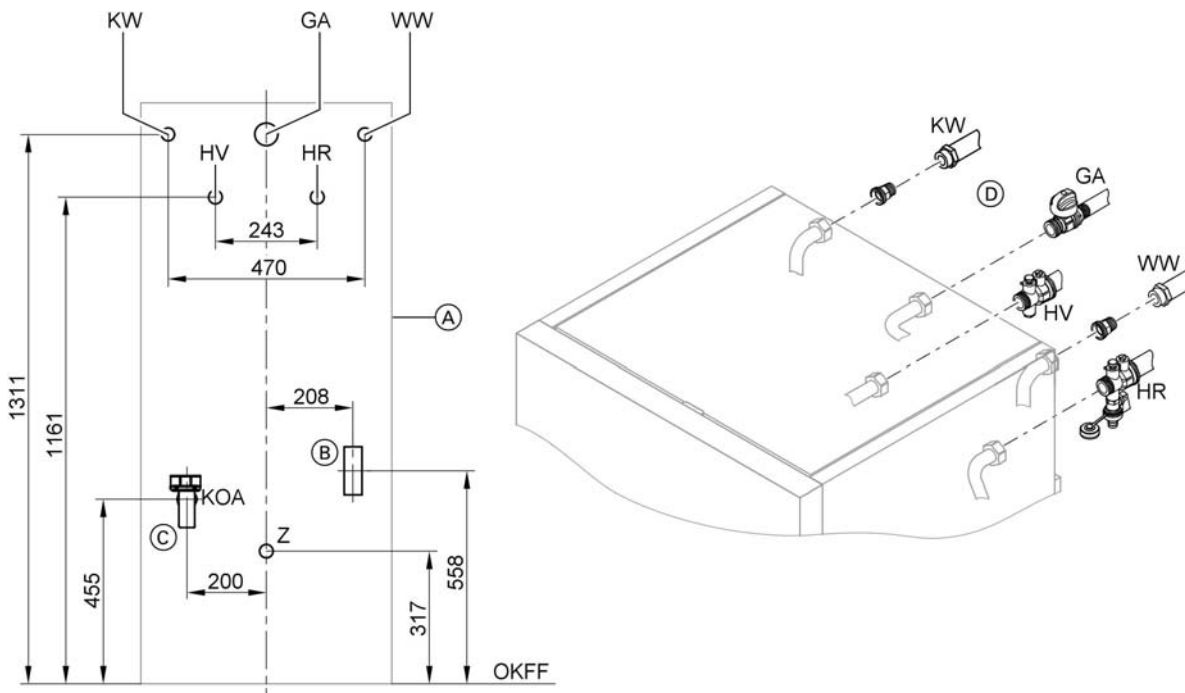 KW GA WW
HV HR
243
470
A
1311
1161
208
B
KOA
C
Z
200
455
317
558
OKFF
KW
D
GA
WW
HV
HR